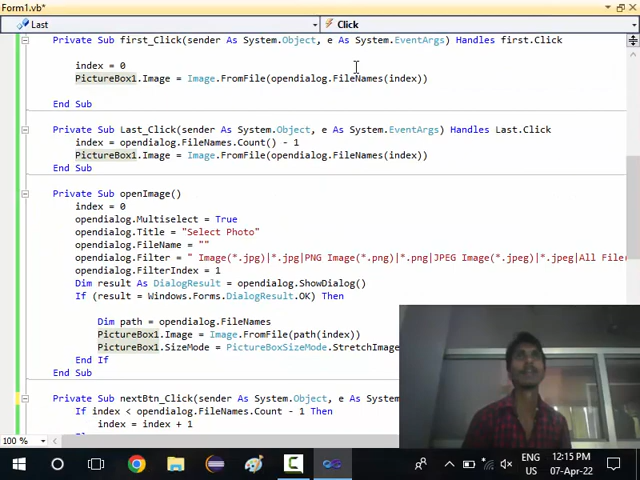 Form1.vb*
Last
Click
Private Sub first_Click(sender As System.Object, e As System.EventArgs) Handles first.Click
index = 0
PictureBox1.Image = Image.FromFile(opendialog.FileNames(index))
End Sub
Private Sub Last_Click(sender As System.Object, e As System.EventArgs) Handles Last.Click
index = opendialog.FileNames.Count() - 1
PictureBox1.Image = Image.FromFile(opendialog.FileNames(index))
End Sub
Private Sub openImage()
index = 0
opendialog.Multiselect = True
opendialog.Title = "Select Photo"
opendialog.FileName = ""
opendialog.Filter = " Image(*.jpg)|*.jpg|PNG Image(*.png)|*.png|JPEG Image(*.jpeg)|*.jpeg|All File
opendialog.FilterIndex = 1
Dim result As DialogResult = opendialog.ShowDialog()
If (result = Windows.Forms.DialogResult.OK) Then
Dim path = opendialog.FileNames
PictureBox1.Image = Image.FromFile(path(index))
PictureBox1.SizeMode = PictureBoxSizeMode.StretchImage
End If
End Sub
Private Sub nextBtn_Click(sender As System.Object, e As Syst
If index < opendialog.FileNames.Count - 1 Then
index = index + 1
100 %
ENG 12:15 PM
US 07-Apr-22